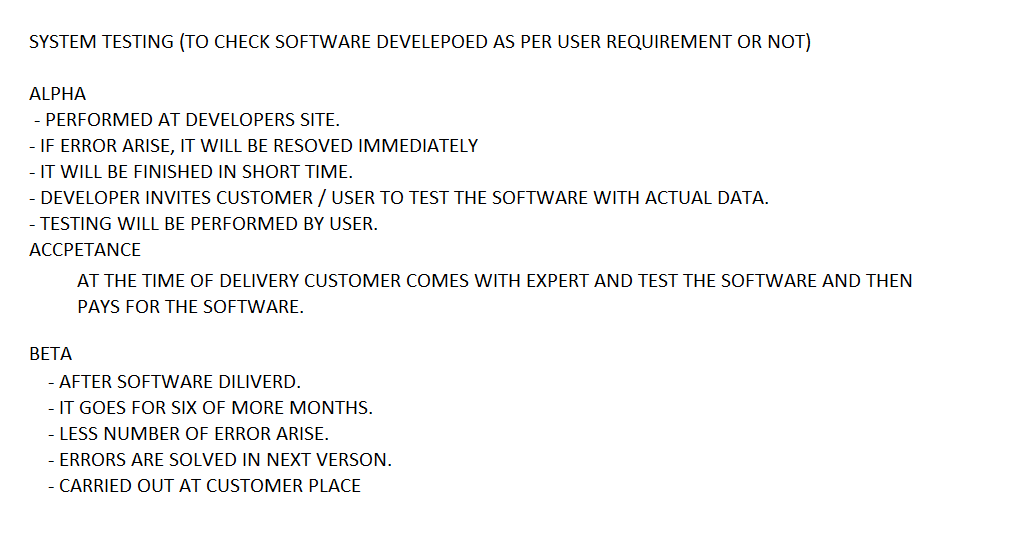 SYSTEM TESTING (TO CHECK SOFTWARE DEVELEPOED AS PER USER REQUIREMENT OR NOT)
ALPHA
- PERFORMED AT DEVELOPERS SITE.
- IF ERROR ARISE, IT WILL BE RESOVED IMMEDIATELY
- IT WILL BE FINISHED IN SHORT TIME.
- DEVELOPER INVITES CUSTOMER / USER TO TEST THE SOFTWARE WITH ACTUAL DATA.
- TESTING WILL BE PERFORMED BY USER.
ACCPETANCE
AT THE TIME OF DELIVERY CUSTOMER COMES WITH EXPERT AND TEST THE SOFTWARE AND THEN
PAYS FOR THE SOFTWARE.
BETA
- AFTER SOFTWARE DILIVERD.
- IT GOES FOR SIX OF MORE MONTHS.
- LESS NUMBER OF ERROR ARISE.
- ERRORS ARE SOLVED IN NEXT VERSON.
- CARRIED OUT AT CUSTOMER PLACE